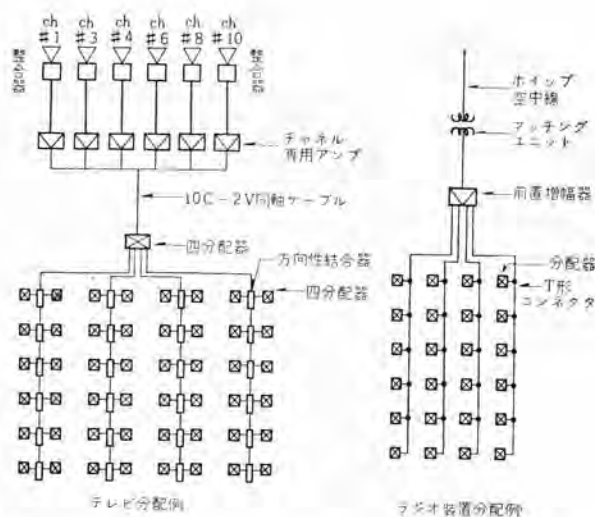 ch ch ch ch ch ch
#1 #3 #4 #6 #8 #10
整合器
整合器
チャネル
専用アンプ
10C-2V同軸ケーブル
四分配器
方向性結合器
四分配器
テレビ分配例
ホイップ
空中線
マッチング
ユニット
前置増幅器
分配器
T形
コネクタ
ラジオ装置分配例